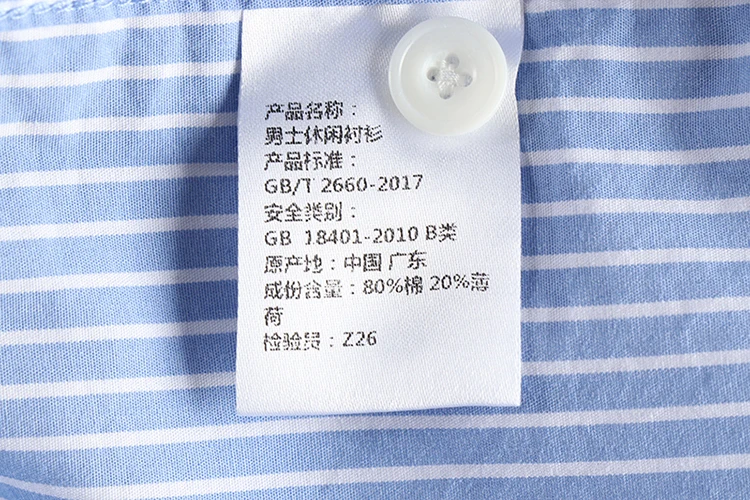 产品名称：
男士休闲衬衫
产品标准：
GB/T 2660-2017
安全类别：
GB 18401-2010 B类
原产地：中国 广东
成份含量：80%棉 20%薄
荷
检验员：Z26